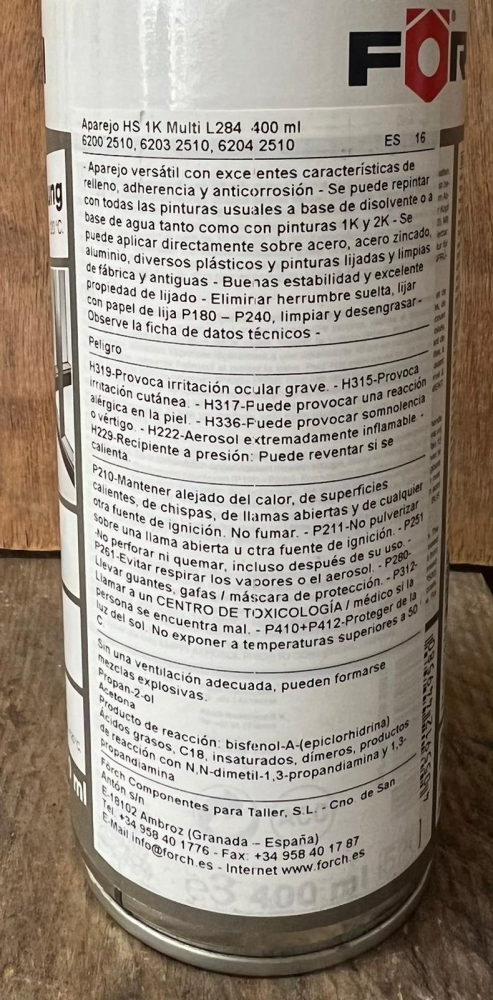 FÖR
Aparejo HS 1K Multi L284 400 ml
6200 2510, 6203 2510, 6204 2510 ES 16
- Aparejo versátil con exce entes características de
relleno, adherencia y anticorrosión - Se puede repintar
con todas las pinturas usuales a base de disolvente o a
base de agua tanto como con pinturas 1K y 2K - Se
puede aplicar directamente sobre acero, acero zincado,
aluminio, diversos plásticos y pinturas lijadas y limpias
de fábrica y antiguas - Buenas estabilidad y excelente
propiedad de lijado - Eliminar herrumbre suelta, lijar
con papel de lija P180 – P240, limpiar y desengrasar -
Observe la ficha de datos técnicos -
Peligro
H319-Provoca irritación ocular grave. - H315-Provoca
irritación cutánea. - H317-Puede provocar una reacción
alérgica en la piel. - H336-Puede provocar somnolencia
o vértigo. - H222-Aerosol extremadamente inflamable. -
H229-Recipiente a presión: Puede reventar si se
calienta.
P210-Mantener alejado del calor, de superficies
calientes, de chispas, de llamas abiertas y de cualquier
otra fuente de ignición. No fumar. - P211-No pulverizar
sobre una llama abierta u otra fuente de ignición. - P251
-No perforar ni quemar, incluso después de su uso. -
P261-Evitar respirar los vapores o el aerosol. - P280-
Llevar guantes, gafas / máscara de protección. - P312-
Llamar a un CENTRO DE TOXICOLOGÍA / médico si la
persona se encuentra mal. - P410+P412-Proteger de la
luz del sol. No exponer a temperaturas superiores a 50
C.
Sin una ventilación adecuada, pueden formarse
mezclas explosivas.
Propan-2-ol
Acetona
Producto de reacción: bisfenol-A-(epiclorhidrina)
Ácidos grasos, C18, insaturados, dímeros, productos
de reacción con N,N-dimetil-1,3-propandiamina y 1,3-
propandiamina
Förch Componentes para Taller, S.L. - Cno. de San
Antón s/n
E-18102 Ambroz (Granada – España)
Tel +34 958 40 1776 - Fax: +34 958 40 17 87
E-Mail info@forch.es - Internet www.forch.es
ng
ml
400 ml